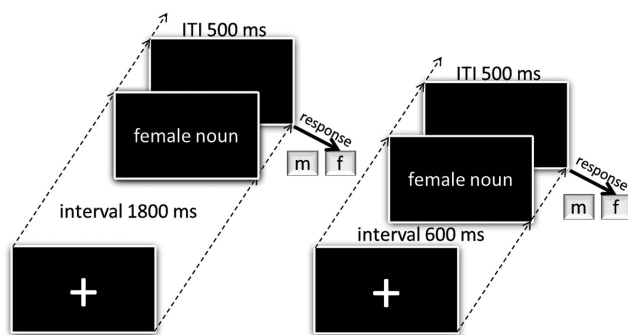 ITI 500 ms
female noun
response
m f
interval 1800 ms
ITI 500 ms
female noun
response
m f
interval 600 ms